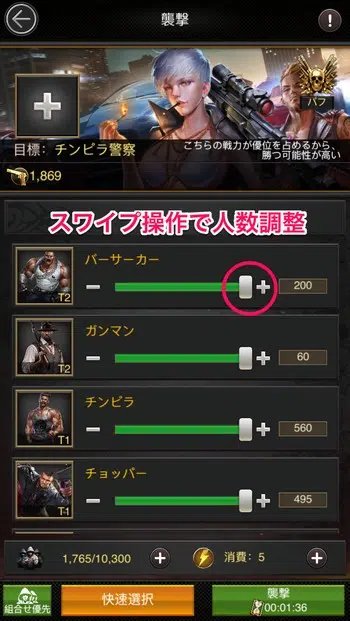 襲撃
バフ
目標：チンピラ警察
こちらの戦力が優位を占めるから、
勝つ可能性が高い
1,869
スワイプ操作で人数調整
バーサーカー
T2
200
ガンマン
T2
60
チンピラ
T1
560
チョッパー
T1
495
1,765/10,300
消費：5
組合せ優先
快速選択
襲撃
00:01:36